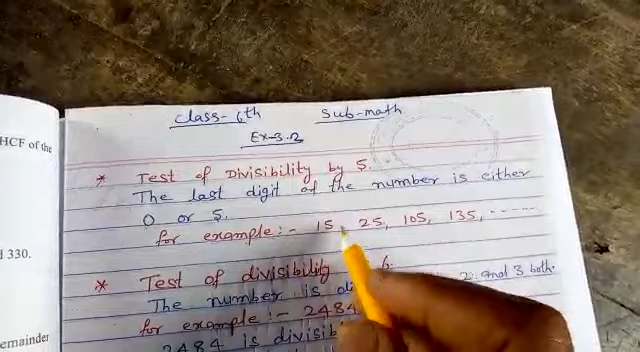 HCF of the
330.
emainder
Class-6th Sub-math
Ex-3.2
* Test of Divisibility by 5.
The last digit of the number is either
0 or 5.
for example:- 15, 25, 105, 135, -----
* Test of divisibility 6.
The number is di 2 and 3 both.
for example:- 2484
2484 is divisib